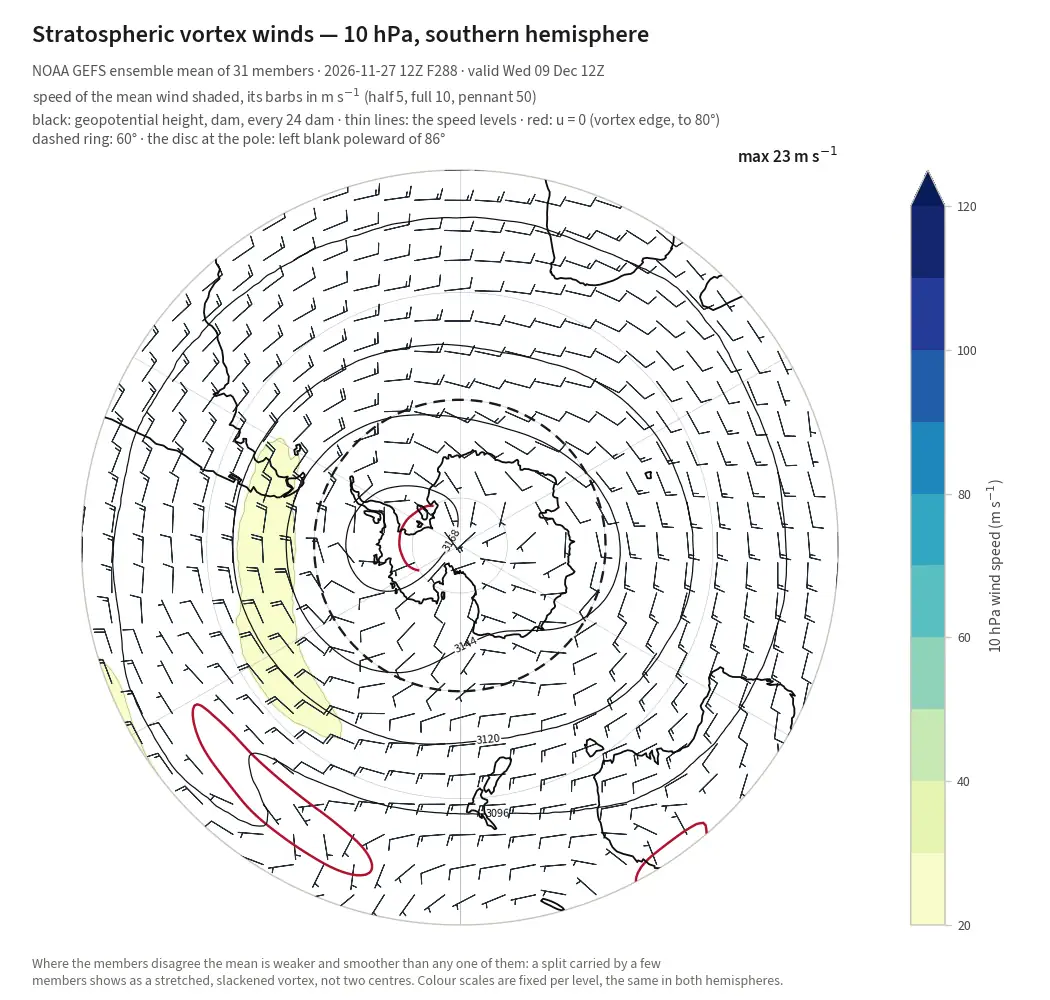 Stratospheric vortex winds — 10 hPa, southern hemisphere
NOAA GEFS ensemble mean of 31 members · 2026-11-27 12Z F288 · valid Wed 09 Dec 12Z
speed of the mean wind shaded, its barbs in m s⁻¹ (half 5, full 10, pennant 50)
black: geopotential height, dam, every 24 dam · thin lines: the speed levels · red: u = 0 (vortex edge, to 80°)
dashed ring: 60° · the disc at the pole: left blank poleward of 86°
max 23 m s⁻¹
120
100
80
60
40
20
10 hPa wind speed (m s⁻¹)
3168
3144
3120
3096
Where the members disagree the mean is weaker and smoother than any one of them: a split carried by a few
members shows as a stretched, slackened vortex, not two centres. Colour scales are fixed per level, the same in both hemispheres.